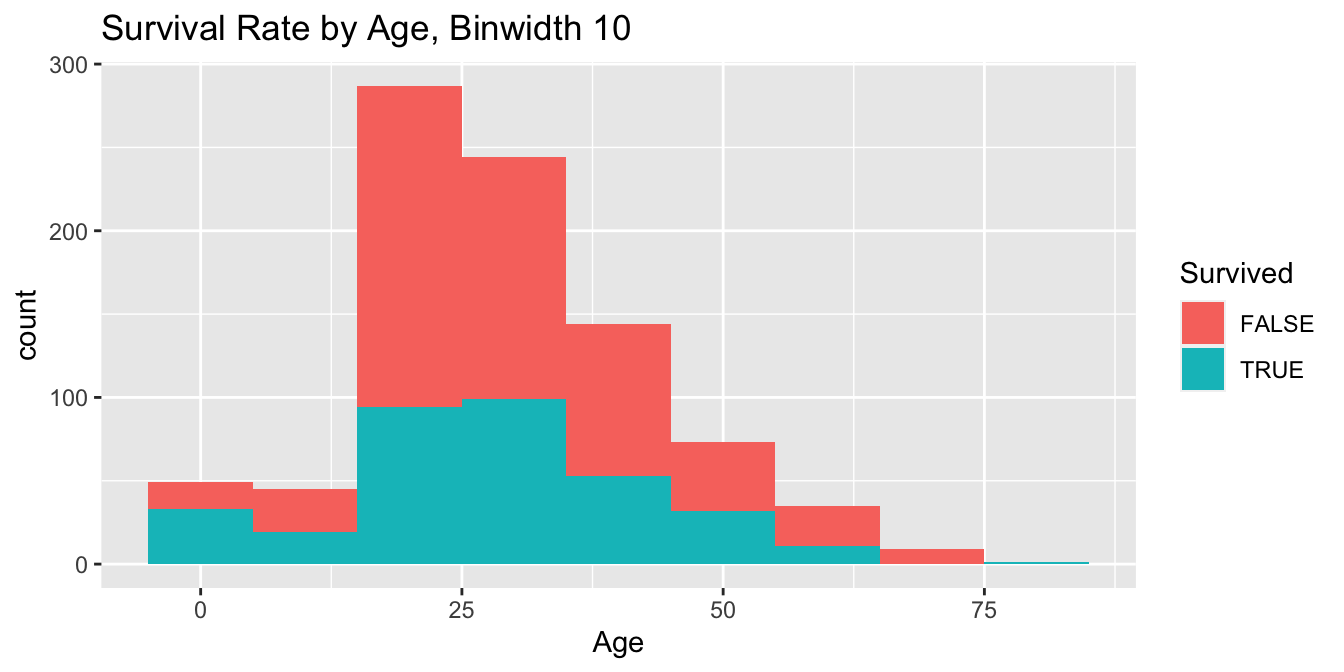 Survival Rate by Age, Binwidth 10
300
200
100
0
count
0 25 50 75
Age
Survived
FALSE
TRUE